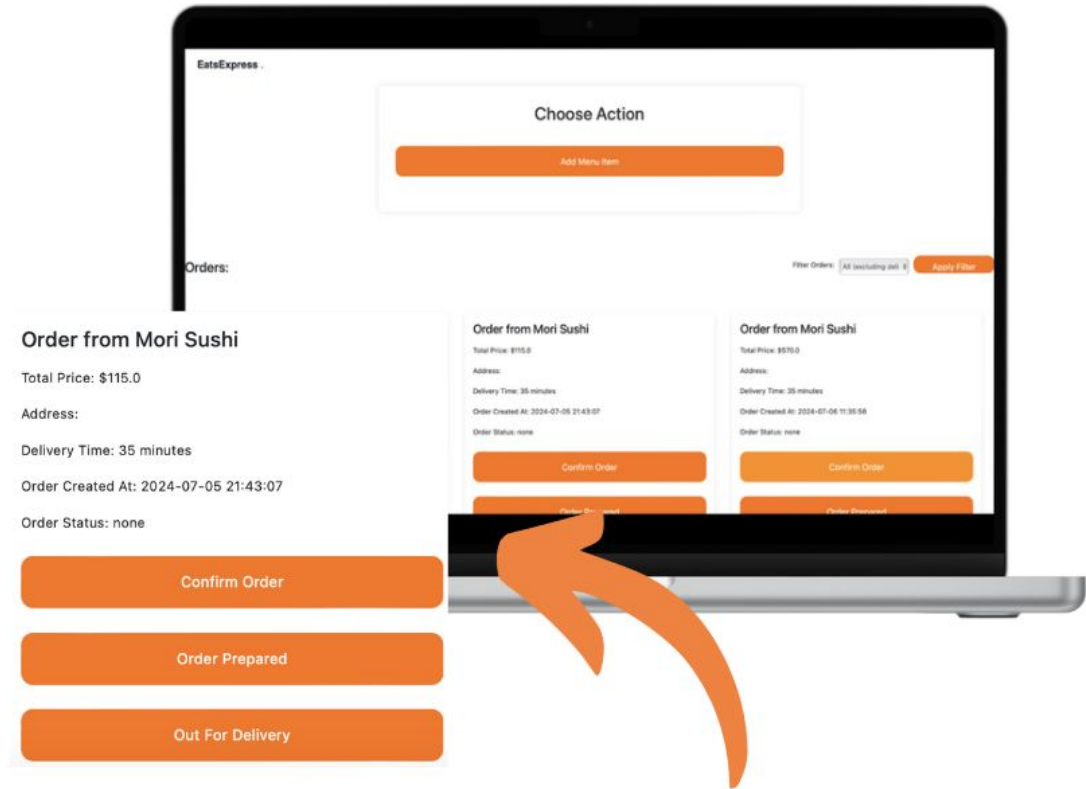 EatsExpress .
Choose Action
Add Menu Item
Orders:
Filter Orders: All (excluding deli
Apply Filter
Order from Mori Sushi
Total Price: $115.0
Address:
Delivery Time: 35 minutes
Order Created At: 2024-07-05 21:43:07
Order Status: none
Confirm Order
Order Prepared
Out For Delivery
Order from Mori Sushi
Total Price: $115.0
Address:
Delivery Time: 35 minutes
Order Created At: 2024-07-05 21:43:07
Order Status: none
Confirm Order
Order Prepared
Order from Mori Sushi
Total Price: $570.0
Address:
Delivery Time: 35 minutes
Order Created At: 2024-07-06 11:35:56
Order Status: none
Confirm Order
Order Prepared